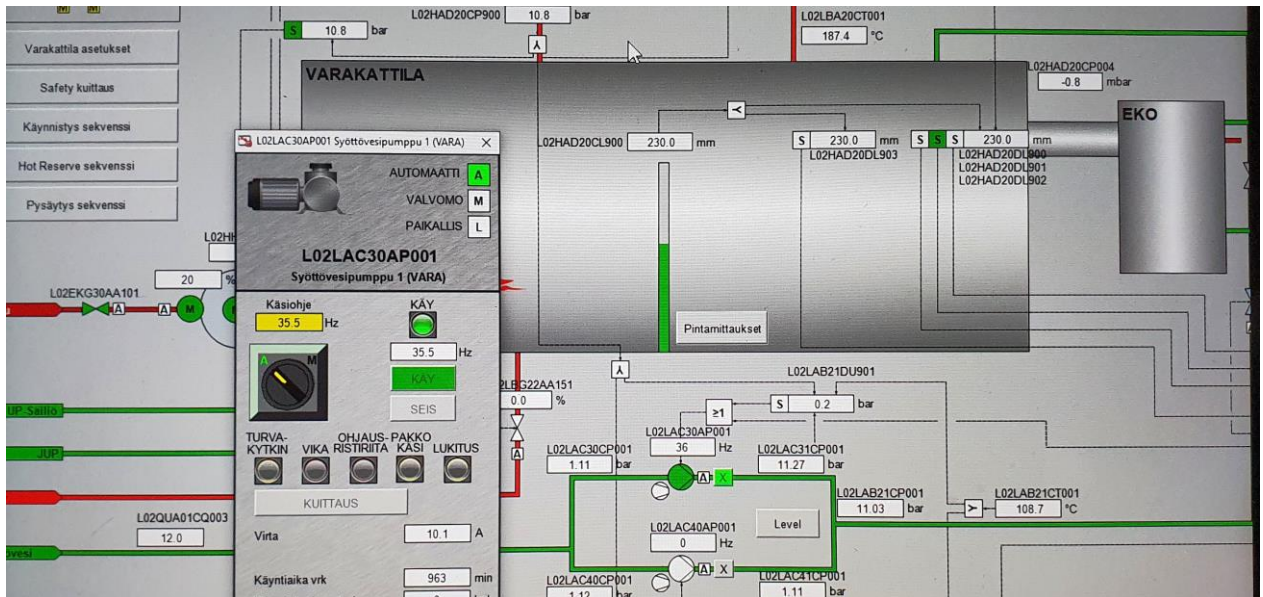 L02HAD20CP900
10.8 bar
S 10.8 bar
L02LBA20CT001
187.4 °C
Varakattila asetukset
Safety kuittaus
Käynnistys sekvenssi
Hot Reserve sekvenssi
Pysäytys sekvenssi
VARAKATTILA
L02HAD20CP004
-0.8 mbar
EKO
L02HAD20CL900 230.0 mm
S 230.0 mm
L02HAD20DL903
S S S 230.0 mm
L02HAD20DL900
L02HAD20DL901
L02HAD20DL902
Pintamittaukset
20 %
L02EKG30AA101
A A M
UP-Säiliö
JUP
L02QUA01CQ003
12.0
L02LAC30AP001 Syöttövesipumppu 1 (VARA)
AUTOMAATTI A
VALVOMO M
PAIKALLIS L
L02LAC30AP001
Syöttövesipumppu 1 (VARA)
Käsiohje
35.5 Hz
KÄY
35.5 Hz
A M
KÄY
SEIS
TURVA-KYTKIN
VIKA
OHJAUS-RISTIRIITA
PAKKO KÄSI
LUKITUS
KUITTAUS
Virta 10.1 A
Käyntiaika vrk 963 min
0.0 %
A
L02LAB21DU901
S 0.2 bar
≥1
L02LAC30AP001
36 Hz
L02LAC30CP001
1.11 bar
A X
L02LAC31CP001
11.27 bar
L02LAB21CP001
11.03 bar
L02LAB21CT001
108.7 °C
Level
L02LAC40AP001
0 Hz
A X
L02LAC40CP001
1.12 bar
L02LAC41CP001
1.11 bar